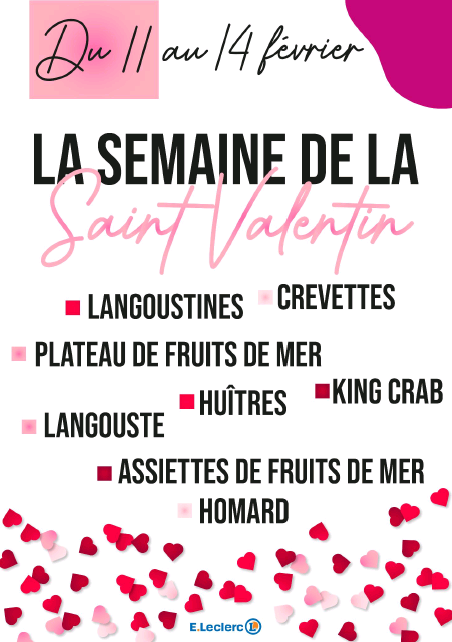 Du 11 au 14 février
LA SEMAINE DE LA
Saint Valentin
LANGOUSTINES
CREVETTES
PLATEAU DE FRUITS DE MER
KING CRAB
HUÎTRES
LANGOUSTE
ASSIETTES DE FRUITS DE MER
HOMARD
E.Leclerc L